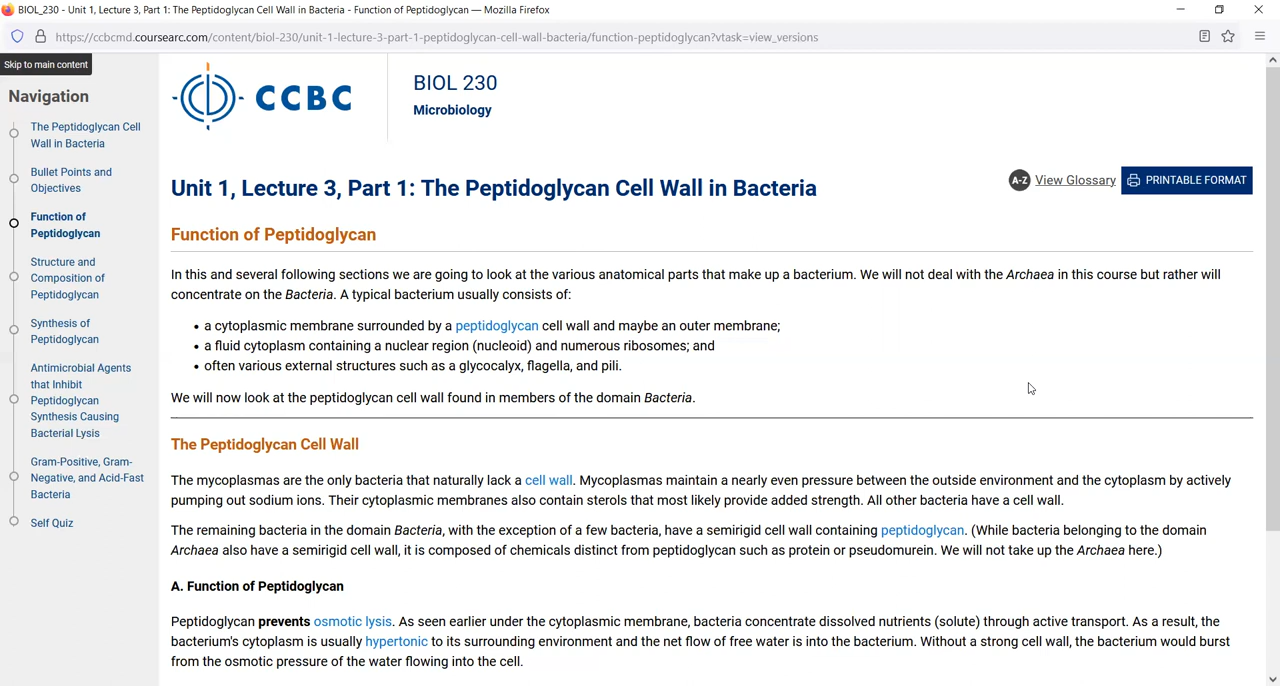 BIOL_230 - Unit 1, Lecture 3, Part 1: The Peptidoglycan Cell Wall in Bacteria - Function of Peptidoglycan — Mozilla Firefox
https://ccbcmd.coursearc.com/content/biol-230/unit-1-lecture-3-part-1-peptidoglycan-cell-wall-bacteria/function-peptidoglycan?vtask=view_versions
Skip to main content
Navigation
The Peptidoglycan Cell
Wall in Bacteria
Bullet Points and
Objectives
Function of
Peptidoglycan
Structure and
Composition of
Peptidoglycan
Synthesis of
Peptidoglycan
Antimicrobial Agents
that Inhibit
Peptidoglycan
Synthesis Causing
Bacterial Lysis
Gram-Positive, Gram-
Negative, and Acid-Fast
Bacteria
Self Quiz
CCBC
BIOL 230
Microbiology
Unit 1, Lecture 3, Part 1: The Peptidoglycan Cell Wall in Bacteria
A-Z View Glossary
PRINTABLE FORMAT
Function of Peptidoglycan
In this and several following sections we are going to look at the various anatomical parts that make up a bacterium. We will not deal with the Archaea in this course but rather will
concentrate on the Bacteria. A typical bacterium usually consists of:
• a cytoplasmic membrane surrounded by a peptidoglycan cell wall and maybe an outer membrane;
• a fluid cytoplasm containing a nuclear region (nucleoid) and numerous ribosomes; and
• often various external structures such as a glycocalyx, flagella, and pili.
We will now look at the peptidoglycan cell wall found in members of the domain Bacteria.
The Peptidoglycan Cell Wall
The mycoplasmas are the only bacteria that naturally lack a cell wall. Mycoplasmas maintain a nearly even pressure between the outside environment and the cytoplasm by actively
pumping out sodium ions. Their cytoplasmic membranes also contain sterols that most likely provide added strength. All other bacteria have a cell wall.
The remaining bacteria in the domain Bacteria, with the exception of a few bacteria, have a semirigid cell wall containing peptidoglycan. (While bacteria belonging to the domain
Archaea also have a semirigid cell wall, it is composed of chemicals distinct from peptidoglycan such as protein or pseudomurein. We will not take up the Archaea here.)
A. Function of Peptidoglycan
Peptidoglycan prevents osmotic lysis. As seen earlier under the cytoplasmic membrane, bacteria concentrate dissolved nutrients (solute) through active transport. As a result, the
bacterium's cytoplasm is usually hypertonic to its surrounding environment and the net flow of free water is into the bacterium. Without a strong cell wall, the bacterium would burst
from the osmotic pressure of the water flowing into the cell.